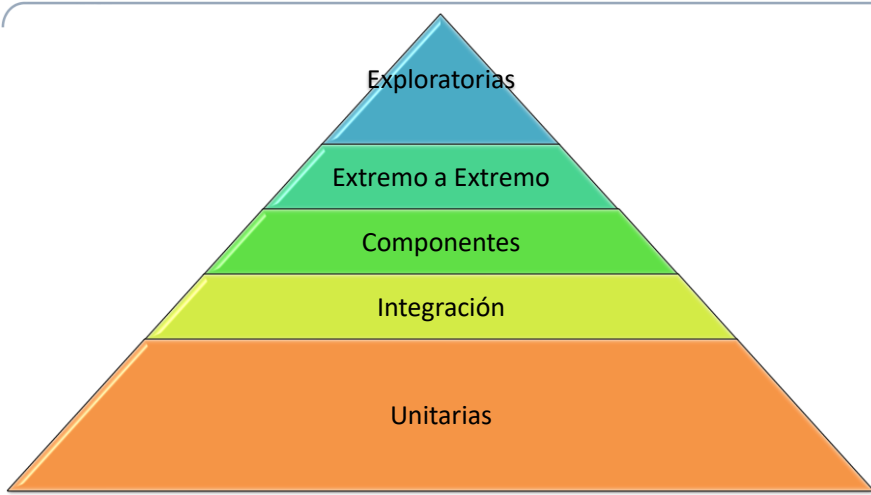 Exploratorias
Extremo a Extremo
Componentes
Integración
Unitarias